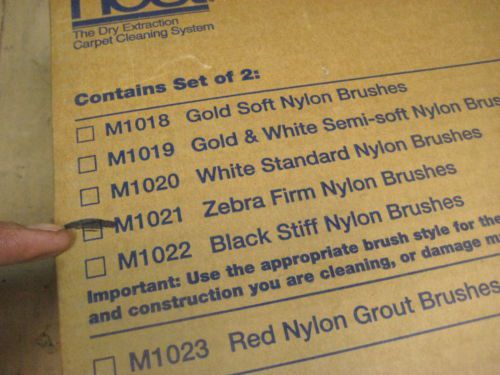 The Dry Extraction
Carpet Cleaning System
Contains Set of 2:
M1018 Gold Soft Nylon Brushes
M1019 Gold & White Semi-soft Nylon
M1020 White Standard Nylon Brushes
M1021 Zebra Firm Nylon Brushes
M1022 Black Stiff Nylon Brushes
Important: Use the appropriate brush style for the
and construction you are cleaning, or damage
M1023 Red Nylon Grout Brushes